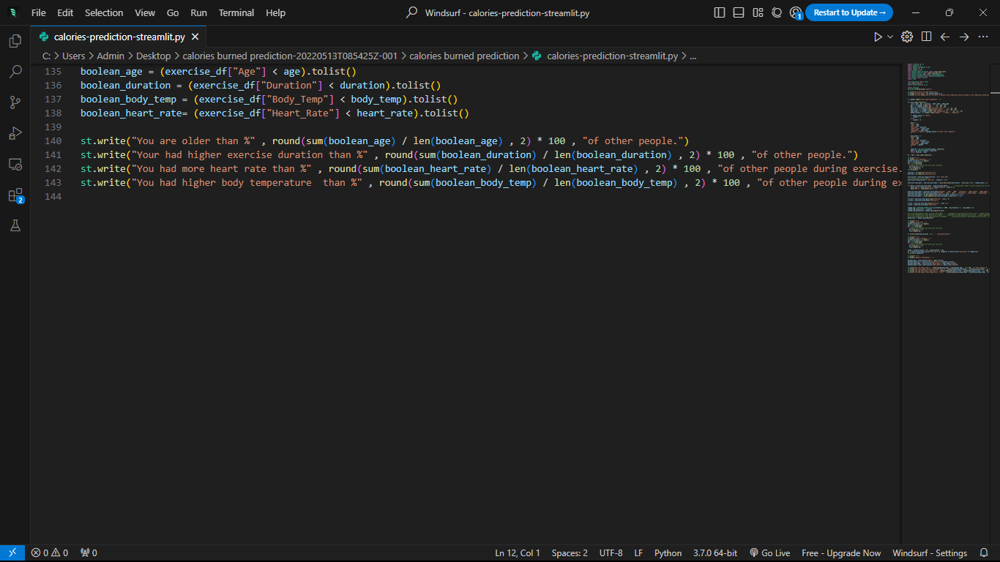 File Edit Selection View Go Run Terminal Help Windsurf - calories-prediction-streamlit.py 1 Restart to Update→
calories-prediction-streamlit.py
C: > Users > Admin > Desktop > calories burned prediction-20220513T085425Z-001 > calories burned prediction > calories-prediction-streamlit.py > ...
135 boolean_age = (exercise_df["Age"] < age).tolist()
136 boolean_duration = (exercise_df["Duration"] < duration).tolist()
137 boolean_body_temp = (exercise_df["Body_Temp"] < body_temp).tolist()
138 boolean_heart_rate= (exercise_df["Heart_Rate"] < heart_rate).tolist()
139
140 st.write("You are older than %" , round(sum(boolean_age) / len(boolean_age) , 2) * 100 , "of other people.")
141 st.write("Your had higher exercise duration than %" , round(sum(boolean_duration) / len(boolean_duration) , 2) * 100 , "of other people.")
142 st.write("You had more heart rate than %" , round(sum(boolean_heart_rate) / len(boolean_heart_rate) , 2) * 100 , "of other people during exercise.
143 st.write("You had higher body temperature  than %" , round(sum(boolean_body_temp) / len(boolean_body_temp) , 2) * 100 , "of other people during ex
144
2
0 0 0 Ln 12, Col 1 Spaces: 2 UTF-8 LF Python 3.7.0 64-bit Go Live Free - Upgrade Now Windsurf - Settings